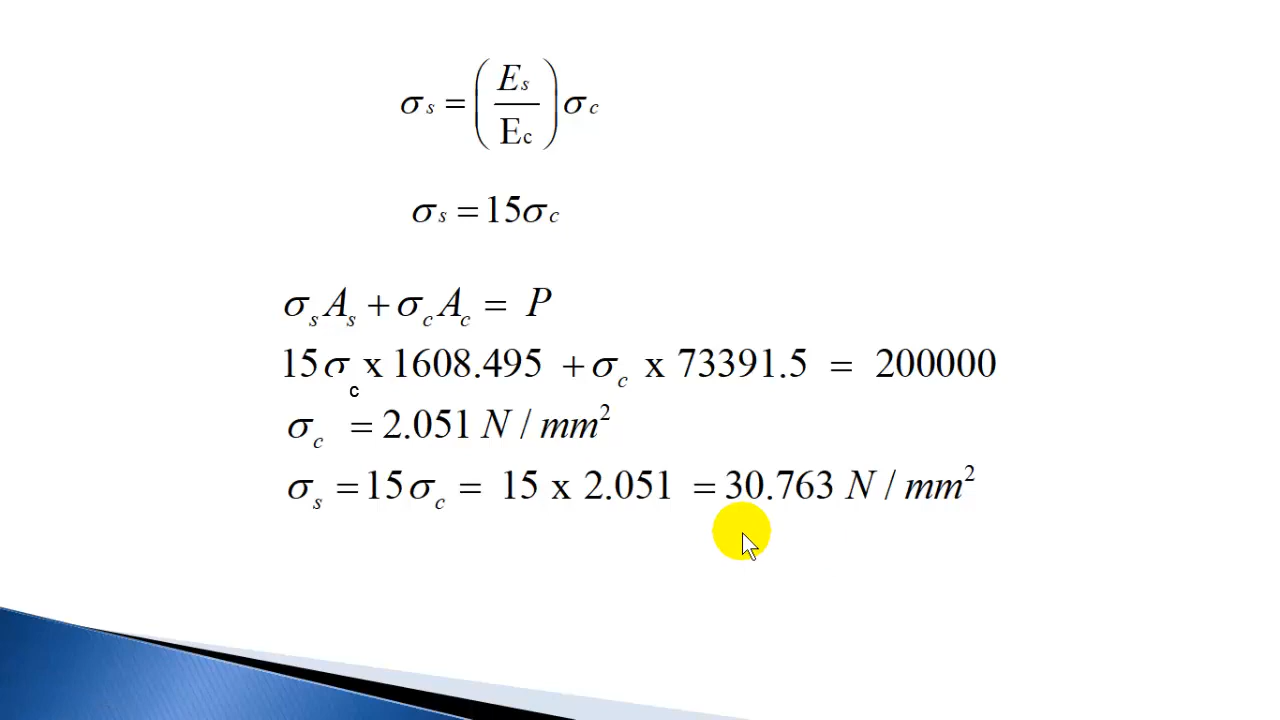 σs = (Es/Ec) σc
σs = 15σc
σsAs + σcAc = P
15σc x 1608.495 + σc x 73391.5 = 200000
σc = 2.051 N / mm²
σs = 15σc = 15 x 2.051 = 30.763 N / mm²